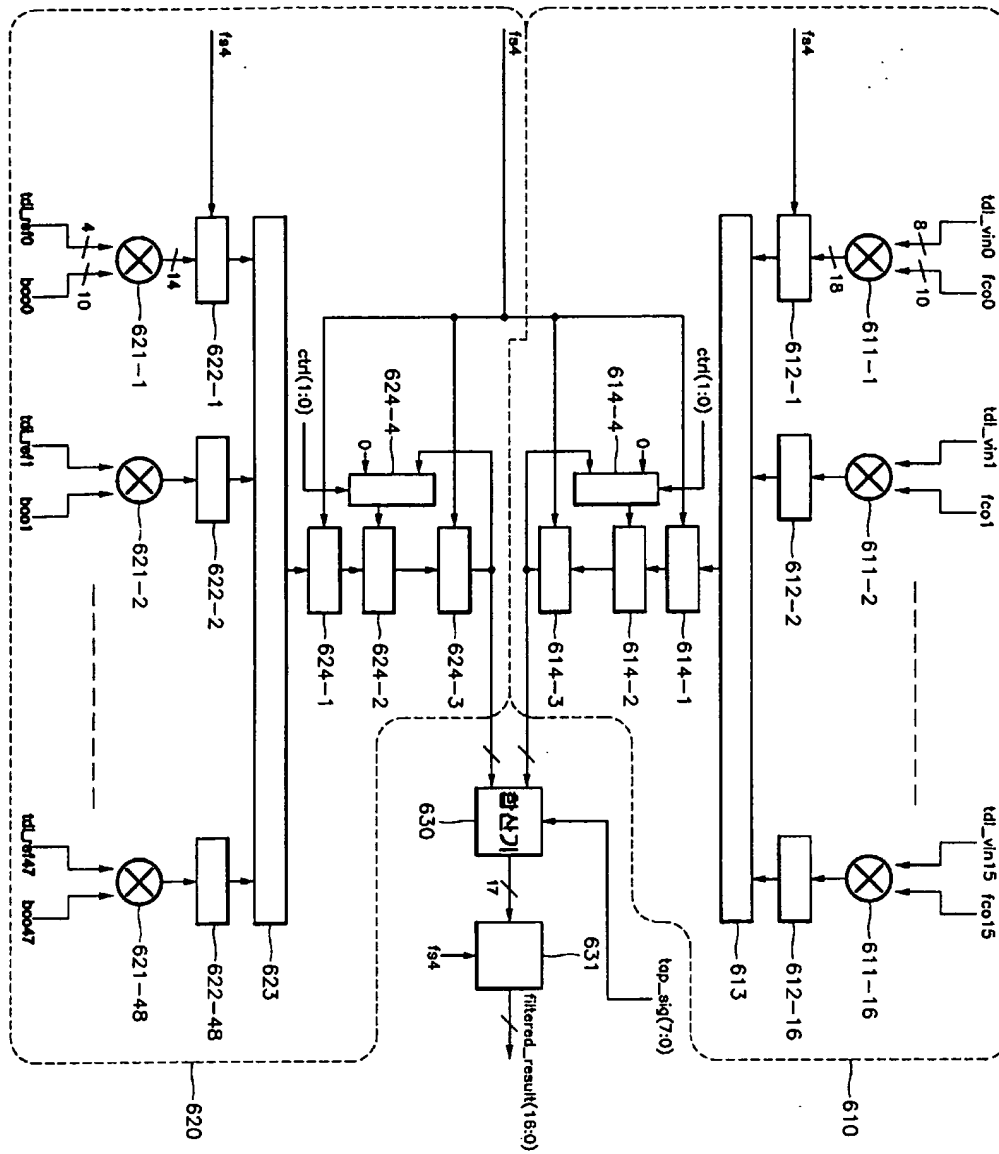 tdl_vin0 fco0 tdl_vin1 fco1 tdl_vin15 fco15
8 10
611-1 611-2 611-16
610
18
fs4 612-1 612-2 612-16
613
ctrl(1:0)
614-1
614-4 614-2
0
614-3
tap_sig(7:0)
fs4
합산기 17 631 filtered_result(16:0)
630 fs4
624-3
0
624-4 624-2
ctrl(1:0) 624-1
623
fs4 622-1 622-2 622-48
14
621-1 621-2 621-48
620
4 10
tdl_ref0 bco0 tdl_ref1 bco1 tdl_ref47 bco47